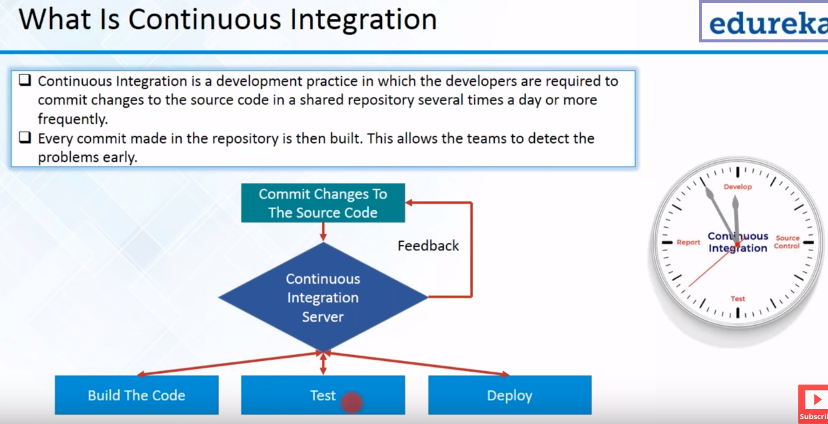 What Is Continuous Integration
edureka
Continuous Integration is a development practice in which the developers are required to
commit changes to the source code in a shared repository several times a day or more
frequently.
Every commit made in the repository is then built. This allows the teams to detect the
problems early.
Commit Changes To
The Source Code
Feedback
Continuous
Integration
Server
Build The Code
Test
Deploy
Develop
Continuous
Integration
Source
Control
Report
Test
Subscri